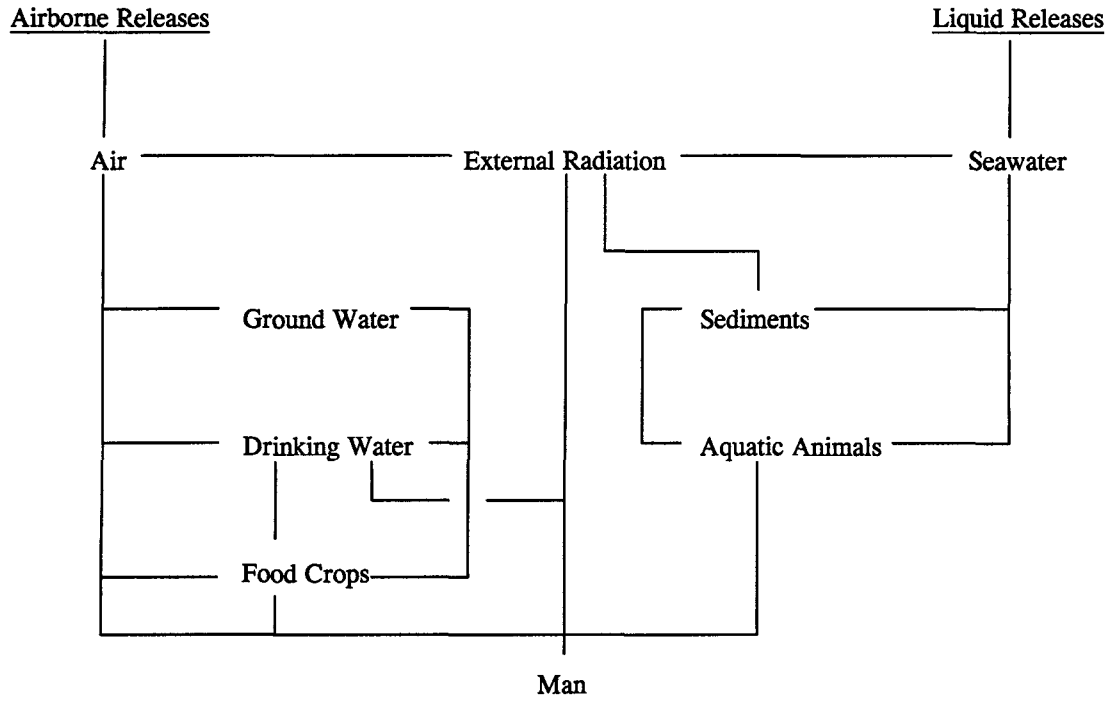 Airborne Releases
Liquid Releases
Air
External Radiation
Seawater
Ground Water
Sediments
Drinking Water
Aquatic Animals
Food Crops
Man